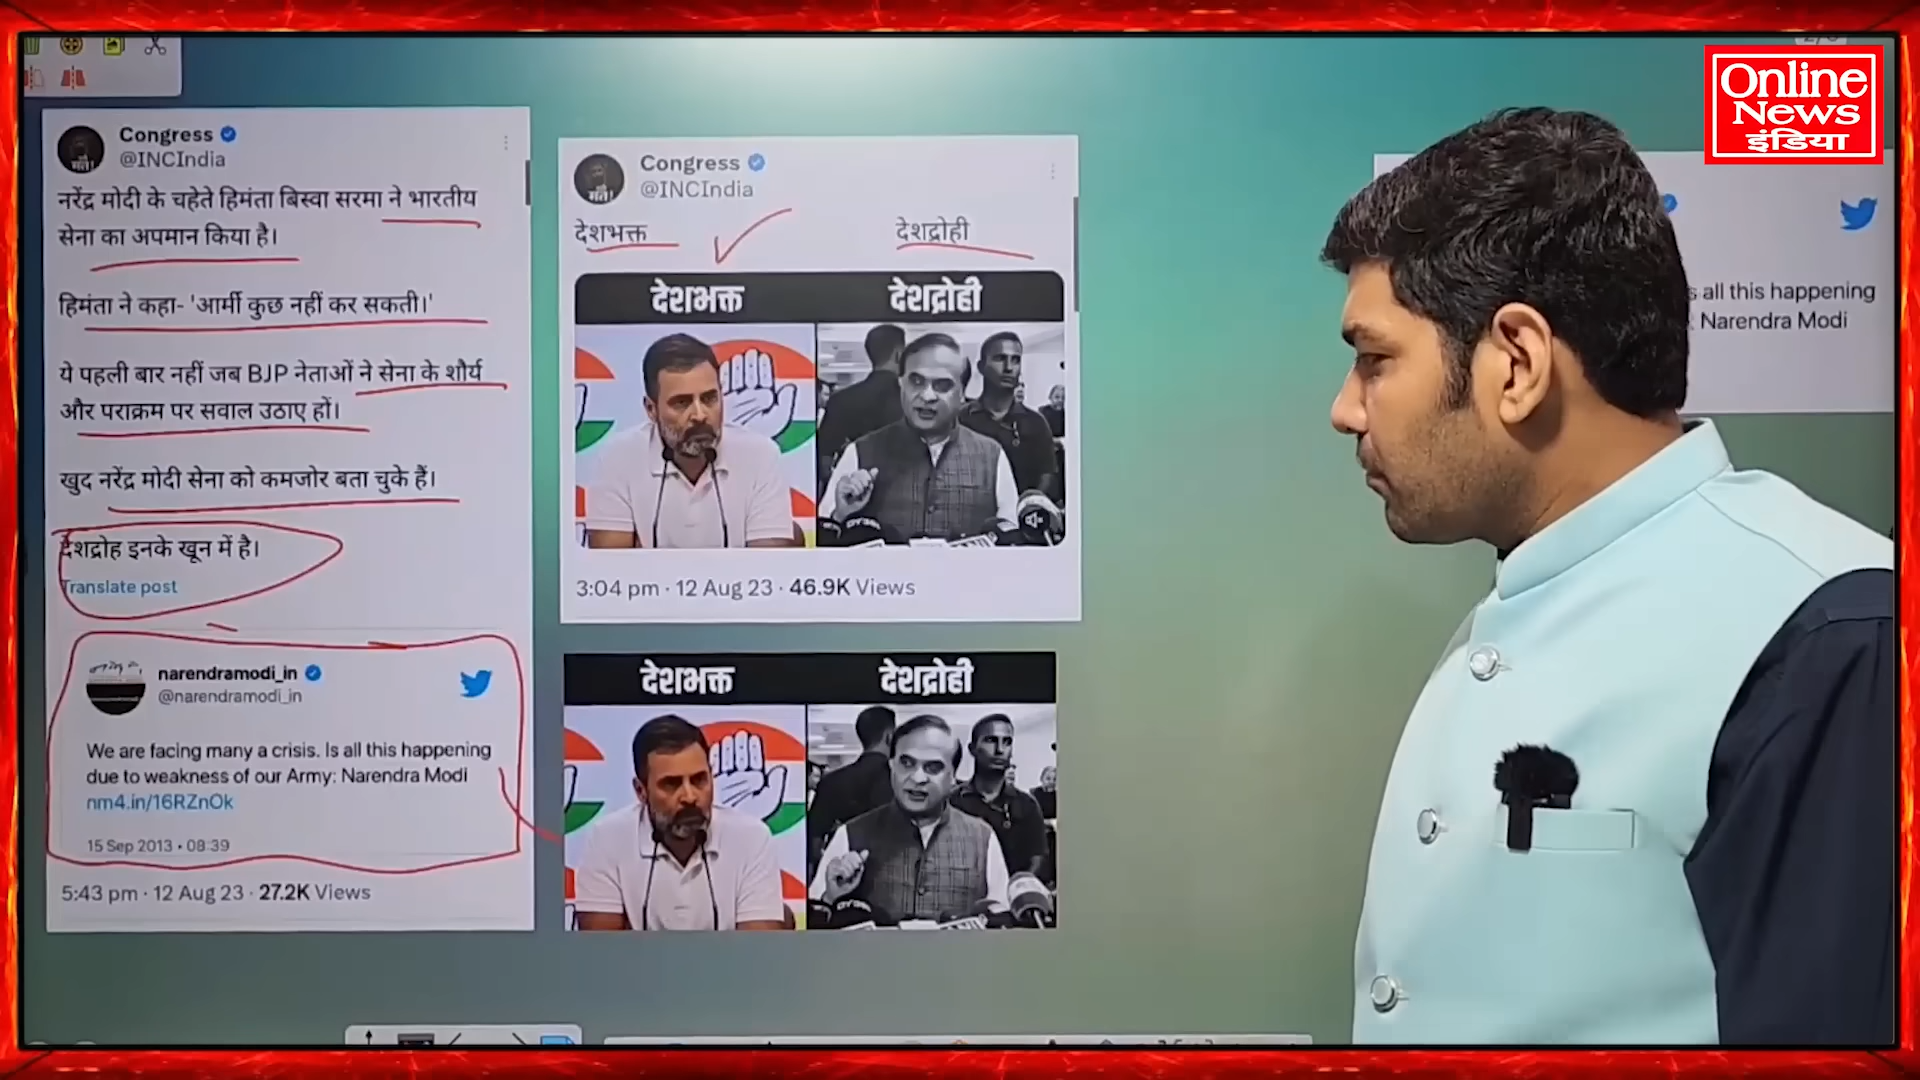 Online
News
इंडिया
Congress
@INCIndia
नरेंद्र मोदी के चहेते हिमंता बिस्वा सरमा ने भारतीय
सेना का अपमान किया है।
हिमंता ने कहा- 'आर्मी कुछ नहीं कर सकती।'
ये पहली बार नहीं जब BJP नेताओं ने सेना के शौर्य
और पराक्रम पर सवाल उठाए हों।
खुद नरेंद्र मोदी सेना को कमजोर बता चुके हैं।
देशद्रोह इनके खून में है।
Translate post
narendramodi_in
@narendramodi_in
We are facing many a crisis. Is all this happening
due to weakness of our Army: Narendra Modi
nm4.in/16RZnOk
15 Sep 2013 • 08:39
5:43 pm · 12 Aug 23 · 27.2K Views
Congress
@INCIndia
देशभक्त देशद्रोही
देशभक्त देशद्रोही
3:04 pm · 12 Aug 23 · 46.9K Views
देशभक्त देशद्रोही
all this happening
Narendra Modi